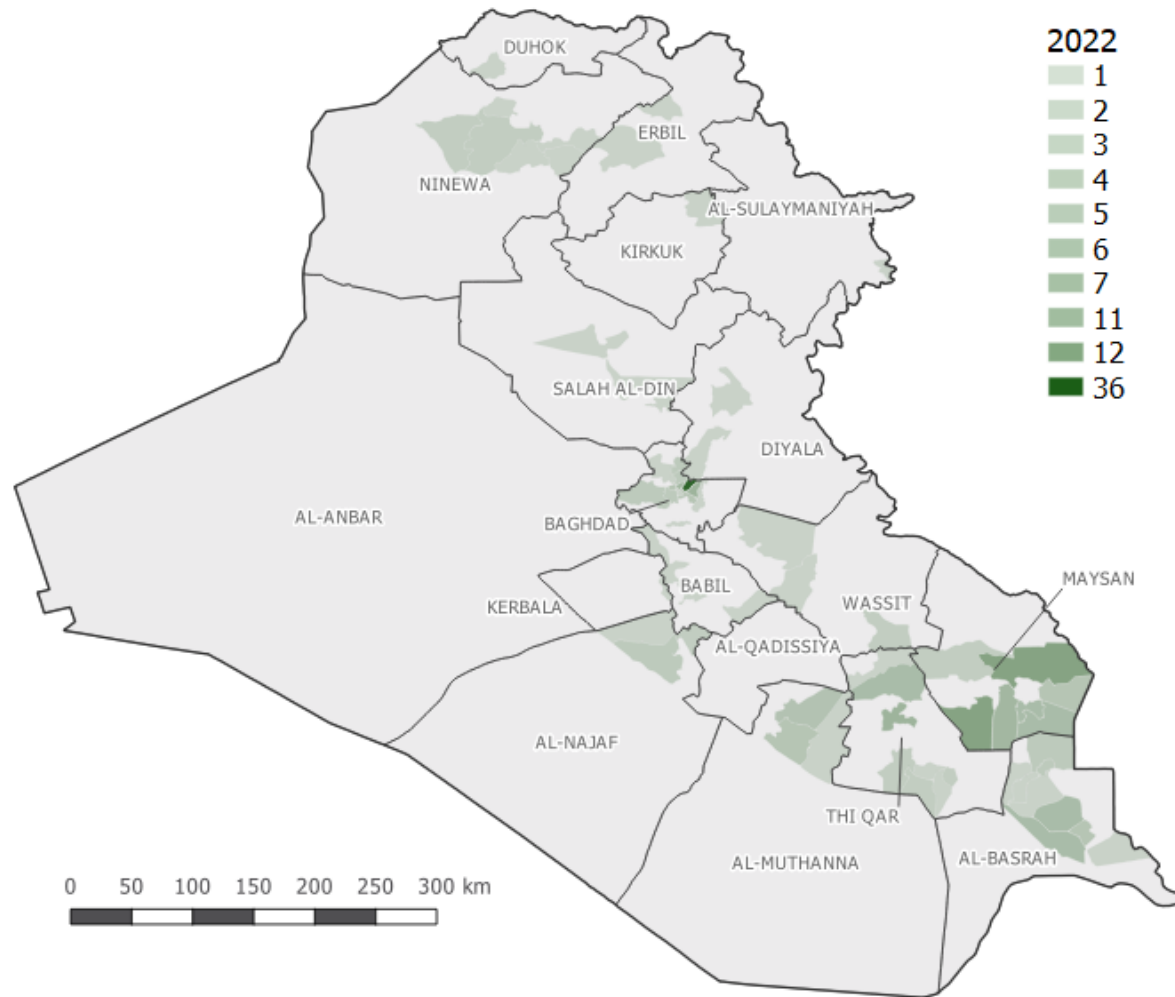 2022
1
2
3
4
5
6
7
11
12
36
DUHOK
ERBIL
NINEWA
AL-SULAYMANIYAH
KIRKUK
SALAH AL-DIN
DIYALA
AL-ANBAR
BAGHDAD
MAYSAN
BABIL
KERBALA
WASSIT
AL-QADISSIYA
AL-NAJAF
THI QAR
AL-MUTHANNA
AL-BASRAH
0 50 100 150 200 250 300 km